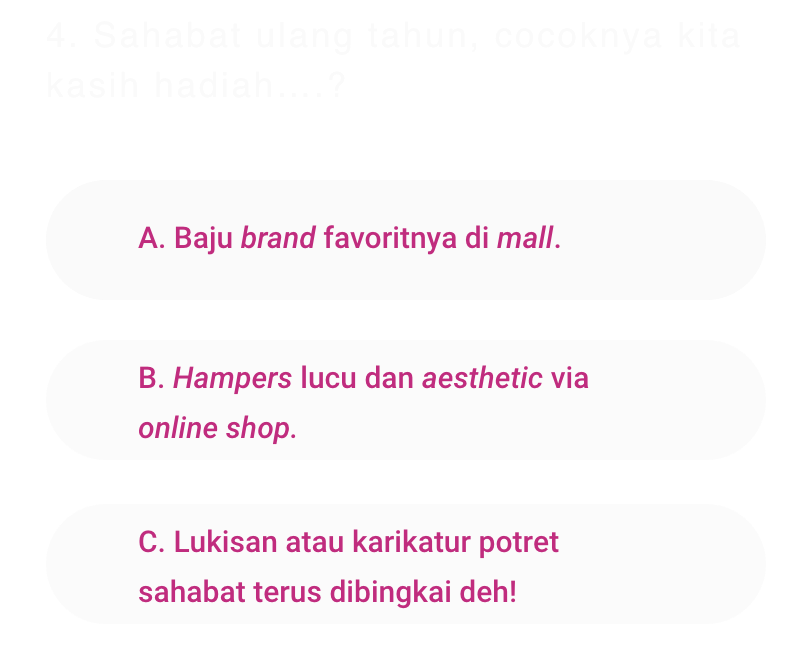 4. Sahabat ulang tahun, cocoknya kita
kasih hadiah....?
A. Baju brand favoritnya di mall.
B. Hampers lucu dan aesthetic via
online shop.
C. Lukisan atau karikatur potret
sahabat terus dibingkai deh!